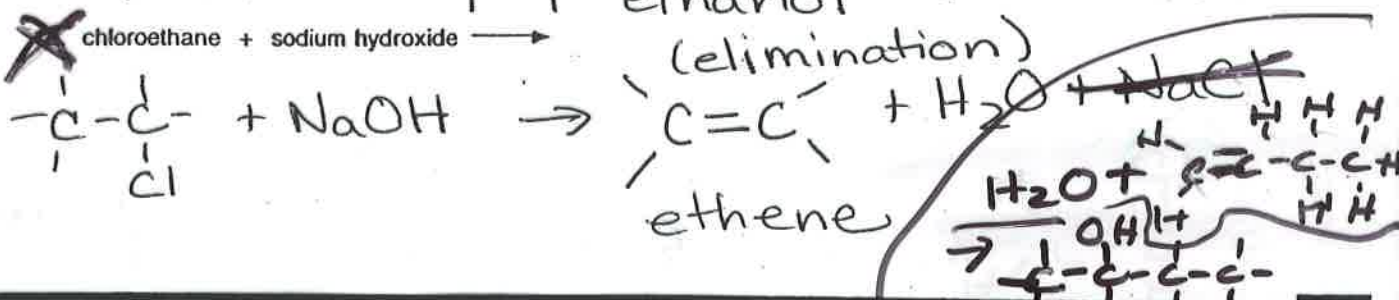 ethanol
chloroethane + sodium hydroxide ⟶
(elimination)
-C-C- + NaOH → C=C + H₂O + NaCl
Cl
ethene
H H H
H C=C-C-C-H
H₂O +
H H
→ OH H
-C-C-C-C-